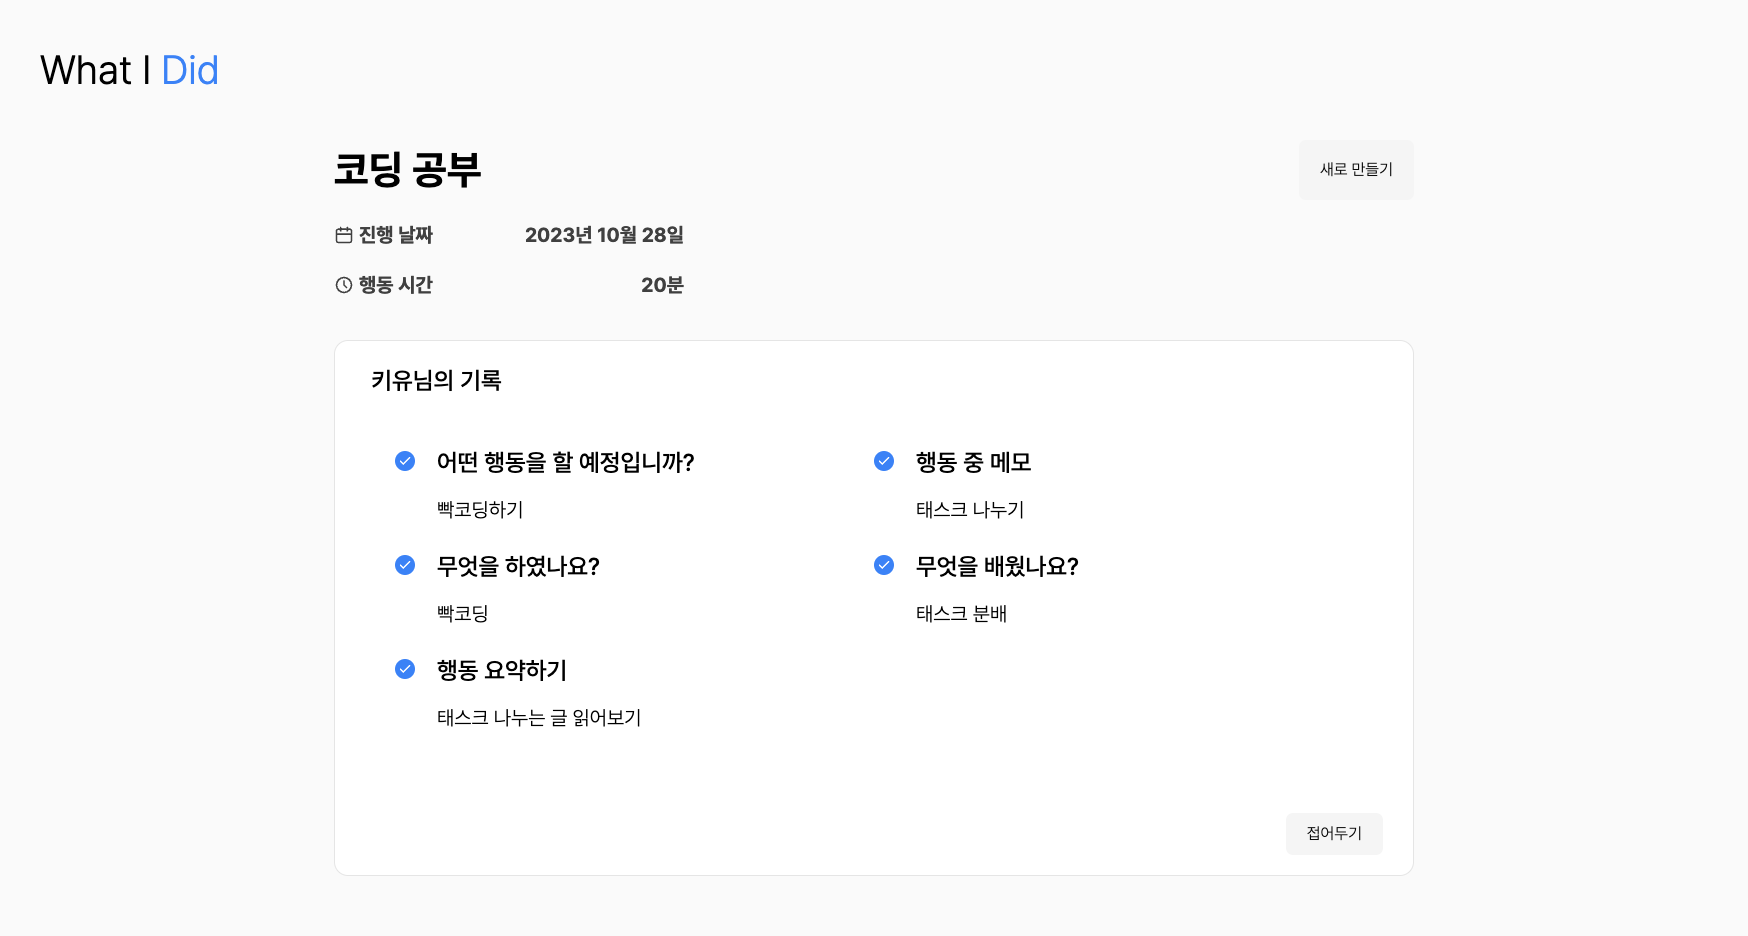 What I Did
코딩 공부
새로 만들기
진행 날짜 2023년 10월 28일
행동 시간 20분
키유님의 기록
어떤 행동을 할 예정입니까?
빡코딩하기
행동 중 메모
태스크 나누기
무엇을 하였나요?
빡코딩
무엇을 배웠나요?
태스크 분배
행동 요약하기
태스크 나누는 글 읽어보기
접어두기